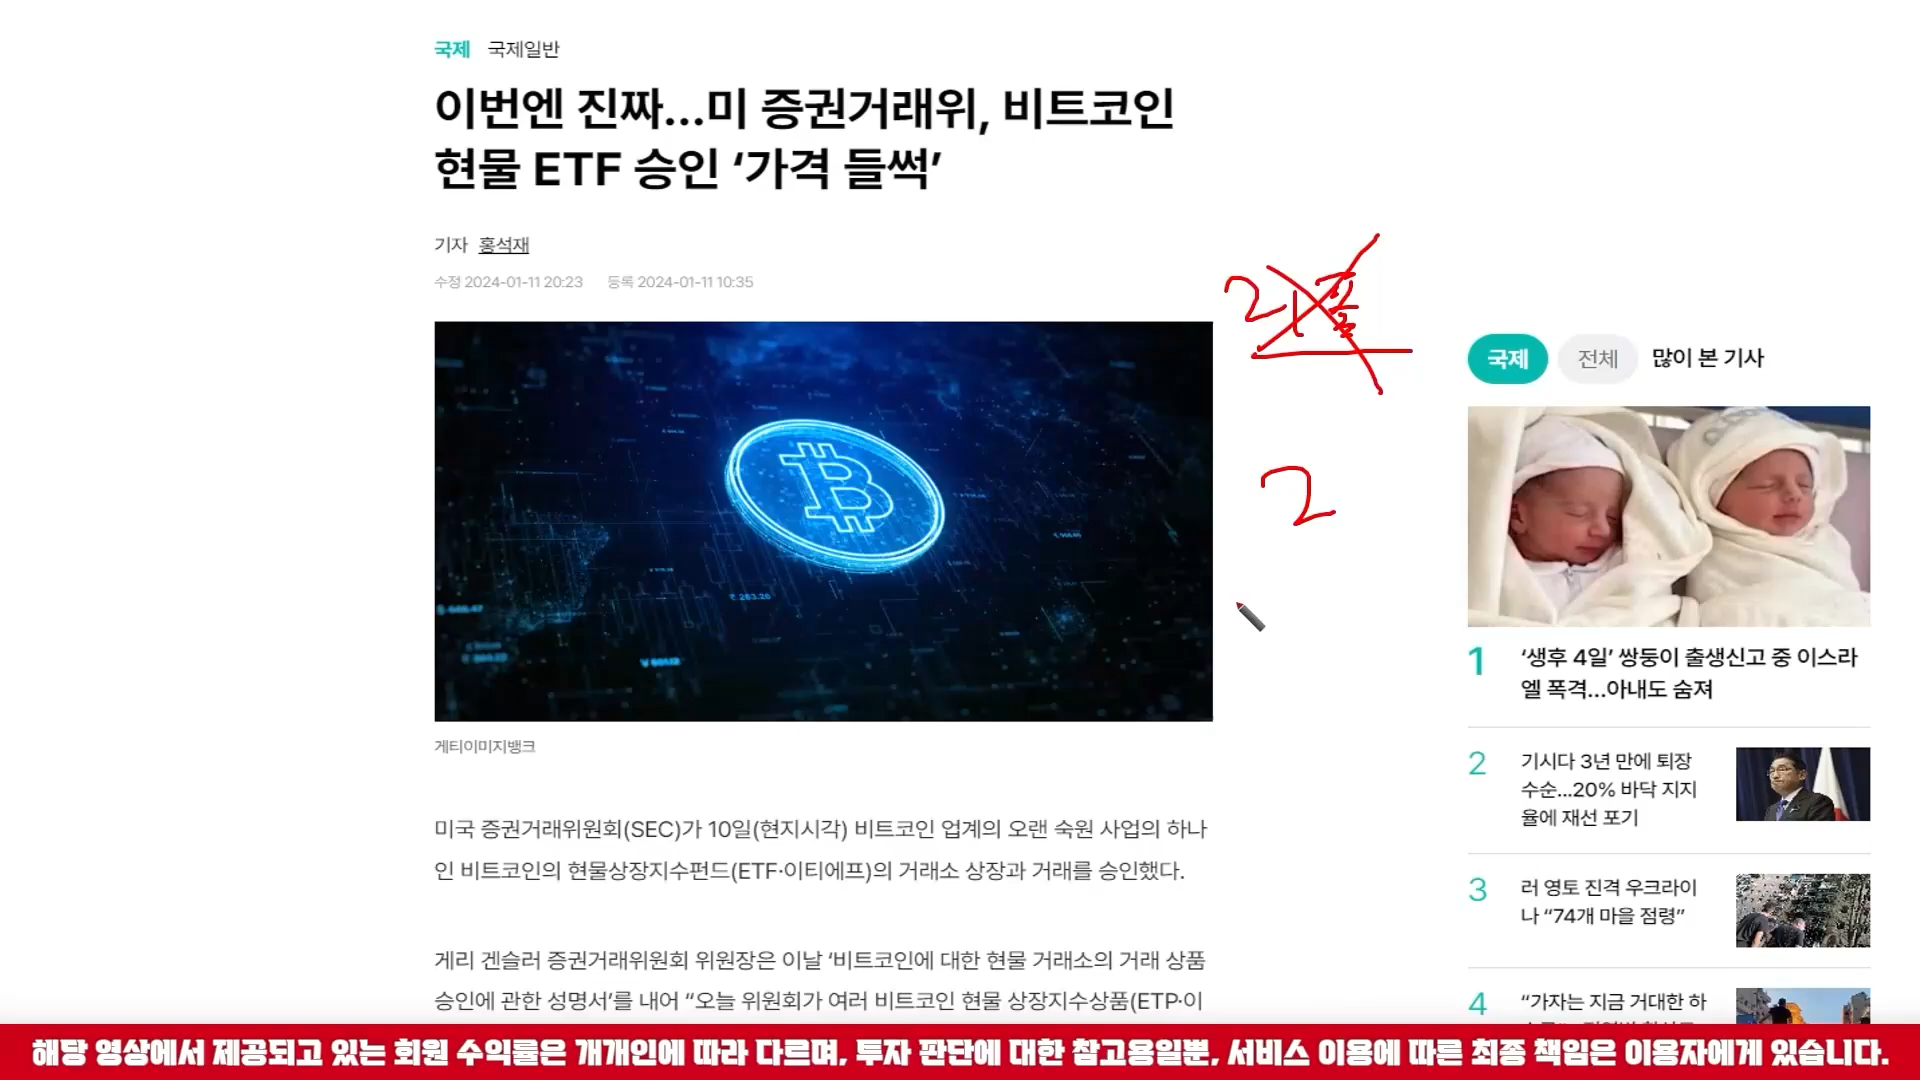 국제 국제일반
이번엔 진짜...미 증권거래위, 비트코인
현물 ETF 승인 ‘가격 들썩’
기자 홍석재
수정 2024-01-11 20:23 등록 2024-01-11 10:35
게티이미지뱅크
미국 증권거래위원회(SEC)가 10일(현지시각) 비트코인 업계의 오랜 숙원 사업의 하나
인 비트코인의 현물상장지수펀드(ETF·이티에프)의 거래소 상장과 거래를 승인했다.
게리 겐슬러 증권거래위원회 위원장은 이날 ‘비트코인에 대한 현물 거래소의 거래 상품
승인에 관한 성명서’를 내어 “오늘 위원회가 여러 비트코인 현물 상장지수상품(ETP·이
2
국제 전체 많이 본 기사
1 ‘생후 4일’ 쌍둥이 출생신고 중 이스라
엘 폭격...아내도 숨져
2 기시다 3년 만에 퇴장
수순...20% 바닥 지지
율에 재선 포기
3 러 영토 진격 우크라이
나 “74개 마을 점령”
4 “가자는 지금 거대한 하
해당 영상에서 제공되고 있는 회원 수익률은 개개인에 따라 다르며, 투자 판단에 대한 참고용일뿐, 서비스 이용에 따른 최종 책임은 이용자에게 있습니다.